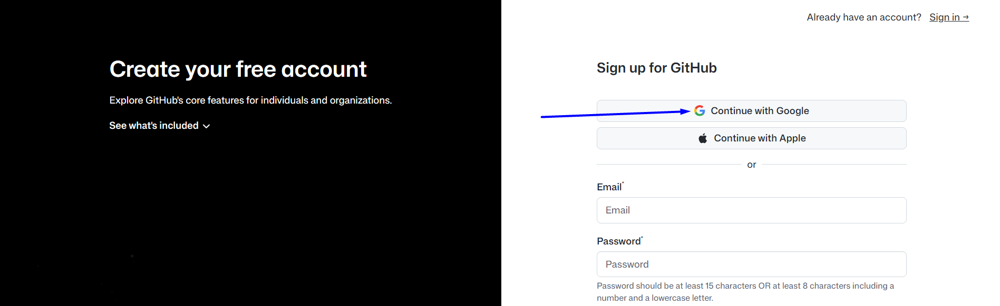 Already have an account? Sign in →
Create your free account
Explore GitHub's core features for individuals and organizations.
See what's included
Sign up for GitHub
Continue with Google
Continue with Apple
or
Email*
Email
Password*
Password
Password should be at least 15 characters OR at least 8 characters including a
number and a lowercase letter.